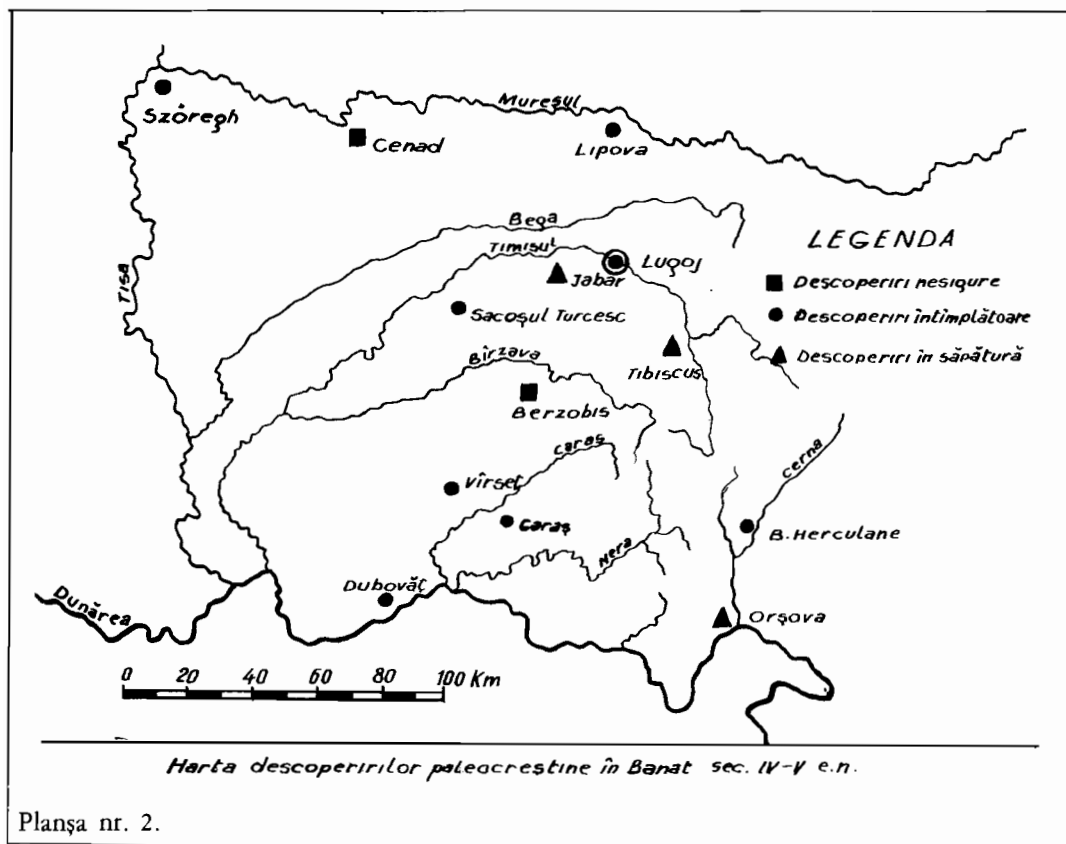 Mureşul
Szöregh
Cenad
Lipova
Bega
LEGENDA
Timisul
Lugoj
Tisa
Jabar
Descoperiri nesigure
Sacoşul Turcesc
Descoperiri întîmplătoare
Bîrzava
Tibiscus
Descoperiri în săpătură
Berzobis
Caraş
Cerna
Vîrseţ
Caraş
B. Herculane
Nera
Dubovăţ
Dunărea
Orşova
0 20 40 60 80 100 Km
Harta descoperirilor paleocreştine în Banat sec. IV-V e.n.
Planşa nr. 2.